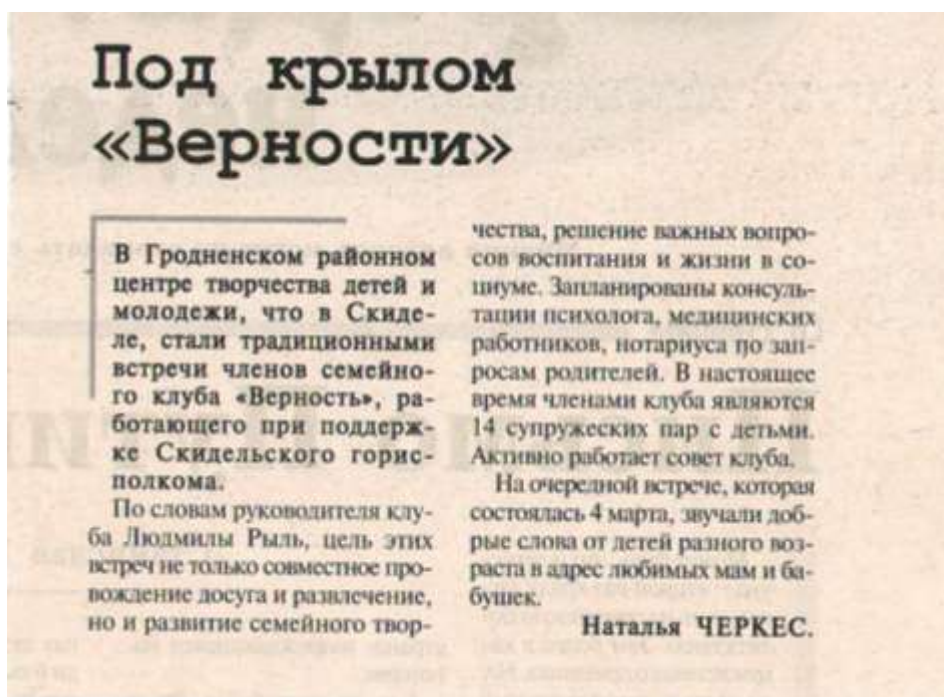 Под крылом
«Верности»
В Гродненском районном
центре творчества детей и
молодежи, что в Скиде-
ле, стали традиционными
встречи членов семейно-
го клуба «Верность», ра-
ботающего при поддерж-
ке Скидельского горис-
полкома.
По словам руководителя клу-
ба Людмилы Рыль, цель этих
встреч не только совместное про-
вождение досуга и развлечение,
но и развитие семейного твор-
чества, решение важных вопро-
сов воспитания и жизни в со-
циуме. Запланированы консуль-
тации психолога, медицинских
работников, нотариуса по зап-
росам родителей. В настоящее
время членами клуба являются
14 супружеских пар с детьми.
Активно работает совет клуба.
На очередной встрече, которая
состоялась 4 марта, звучали доб-
рые слова от детей разного воз-
раста в адрес любимых мам и ба-
бушек.
Наталья ЧЕРКЕС.